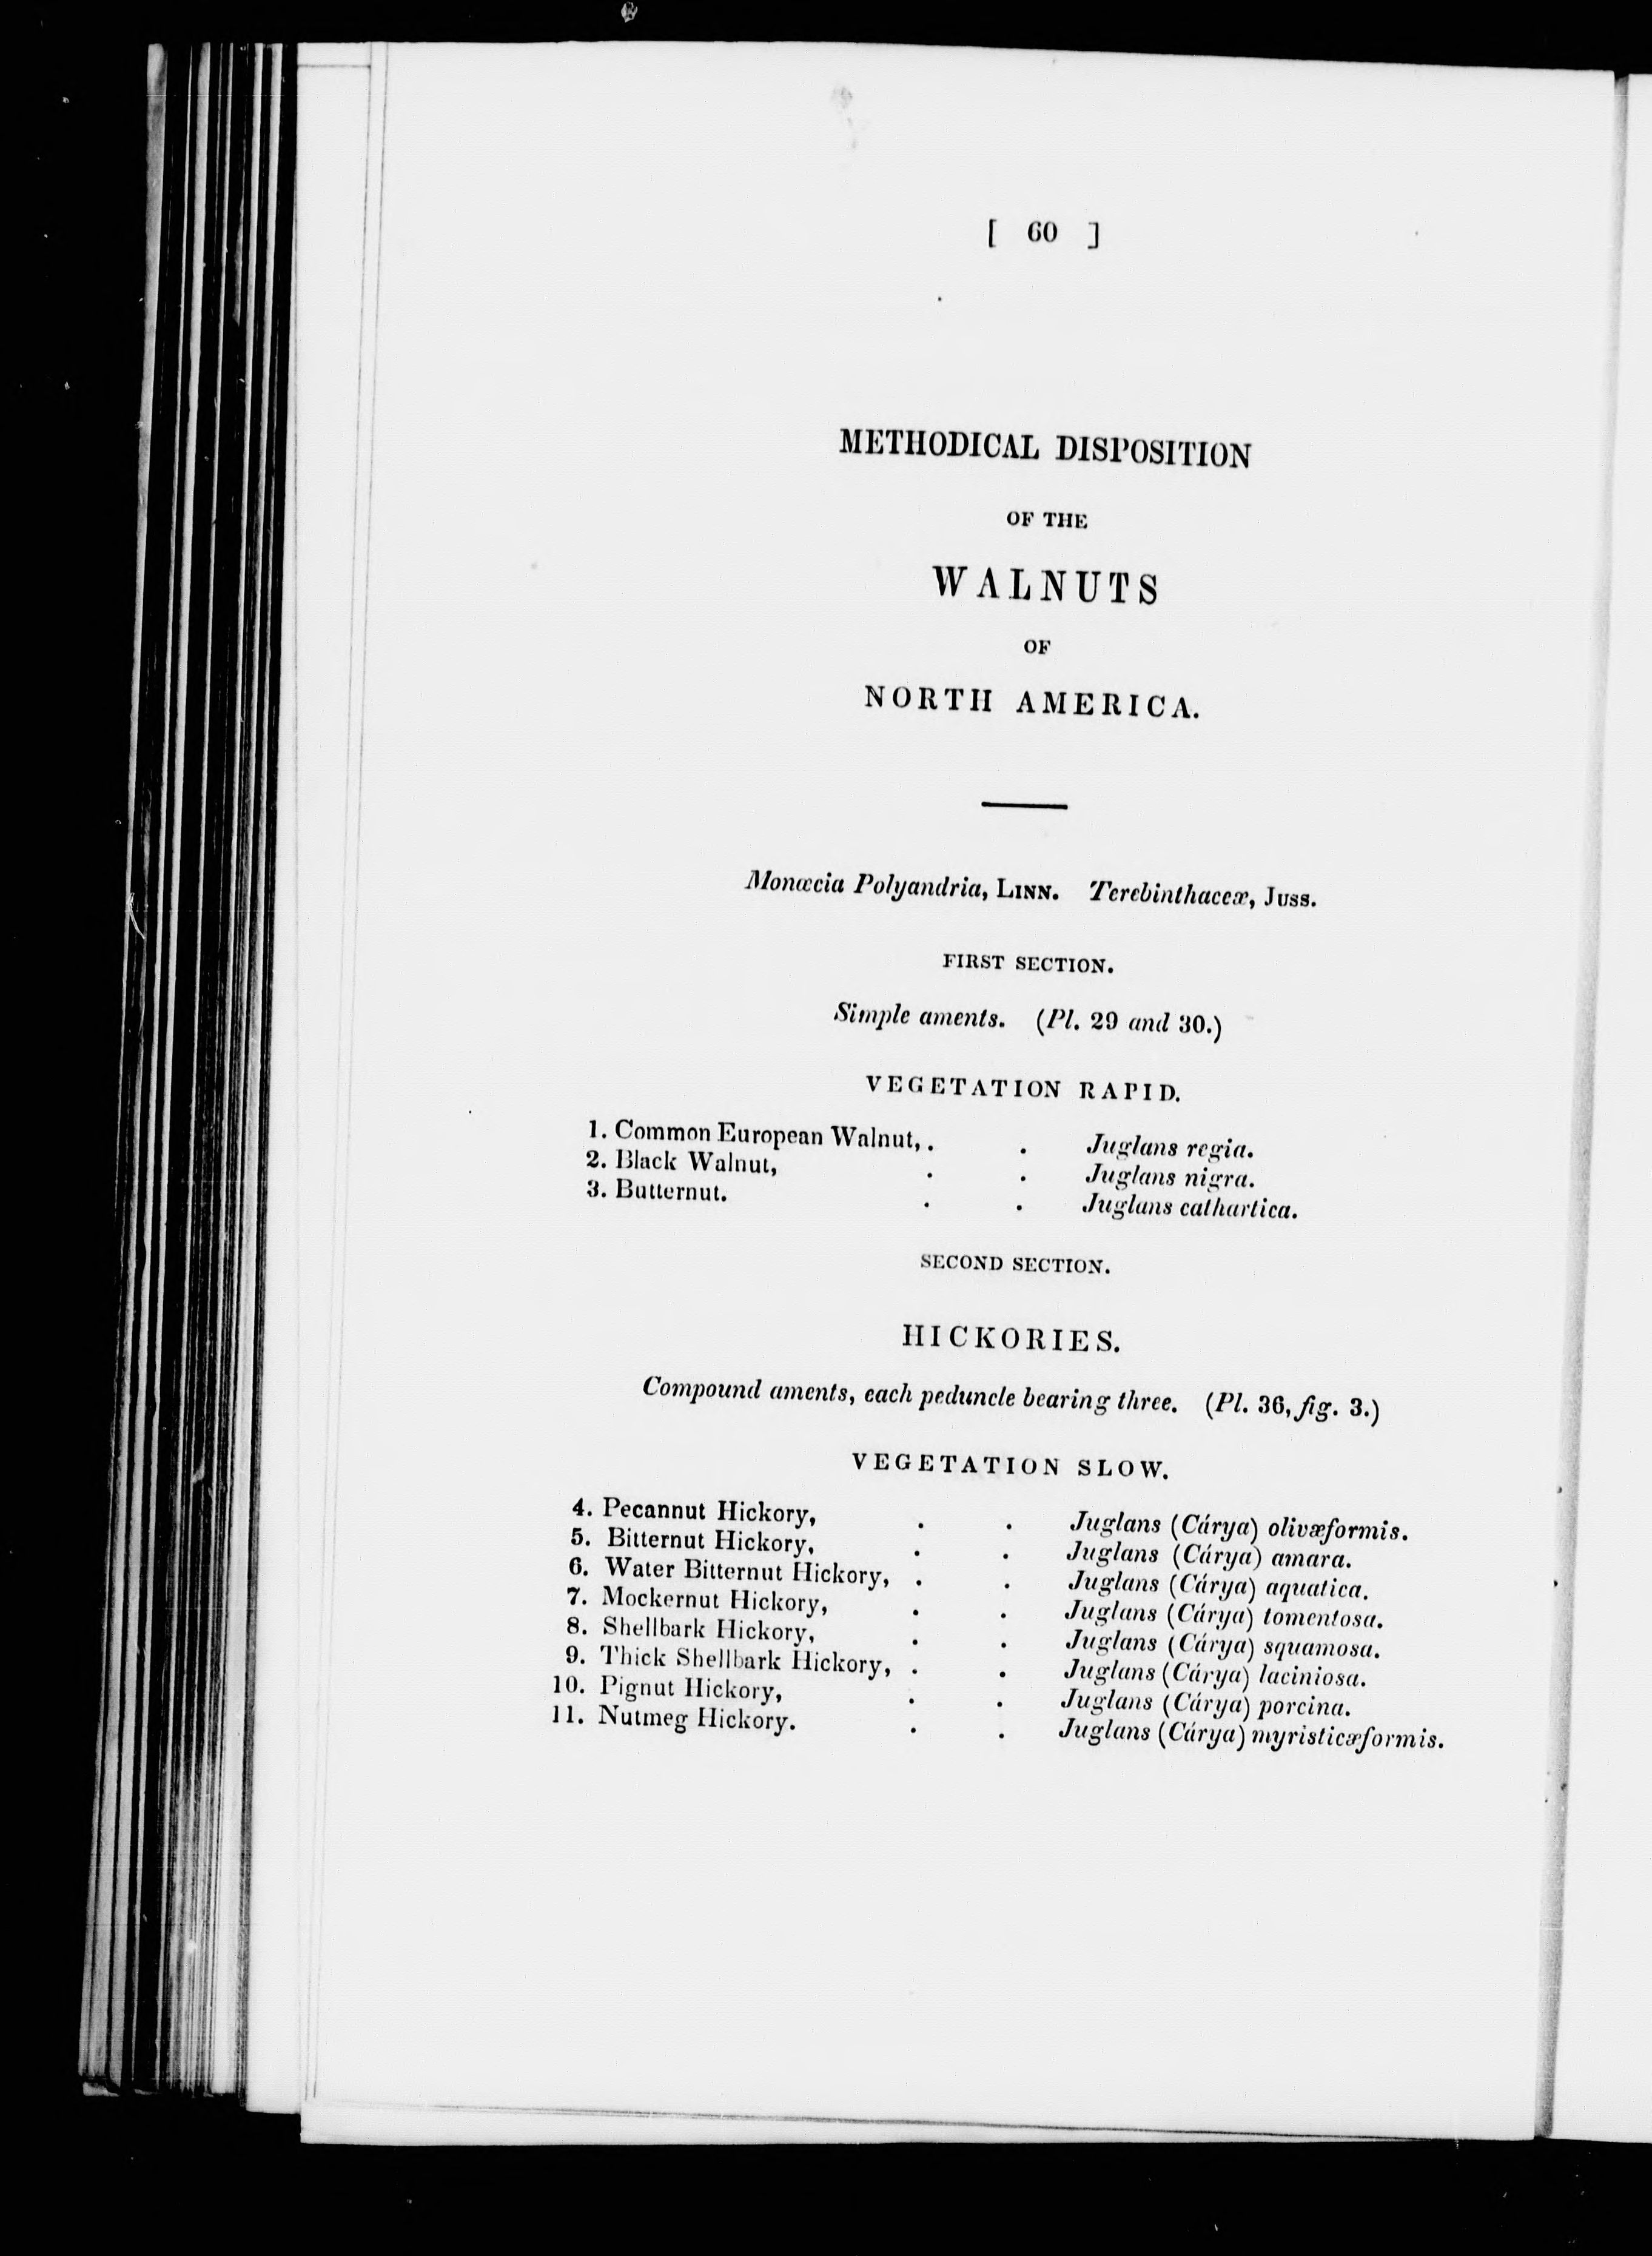 [ 60 ]
METHODICAL DISPOSITION
OF THE
WALNUTS
OF
NORTH AMERICA.
Monœcia Polyandria, LINN. Terebinthaceæ, JUSS.
FIRST SECTION.
Simple aments. (Pl. 29 and 30.)
VEGETATION RAPID.
1. Common European Walnut, . . Juglans regia.
2. Black Walnut, . . Juglans nigra.
3. Butternut. . . Juglans cathartica.
SECOND SECTION.
HICKORIES.
Compound aments, each peduncle bearing three. (Pl. 36, fig. 3.)
VEGETATION SLOW.
4. Pecannut Hickory, . . Juglans (Cárya) olivæformis.
5. Bitternut Hickory, . . Juglans (Cárya) amara.
6. Water Bitternut Hickory, . . Juglans (Cárya) aquatica.
7. Mockernut Hickory, . . Juglans (Cárya) tomentosa.
8. Shellbark Hickory, . . Juglans (Cárya) squamosa.
9. Thick Shellbark Hickory, . . Juglans (Cárya) laciniosa.
10. Pignut Hickory, . . Juglans (Cárya) porcina.
11. Nutmeg Hickory. . . Juglans (Cárya) myristicæformis.